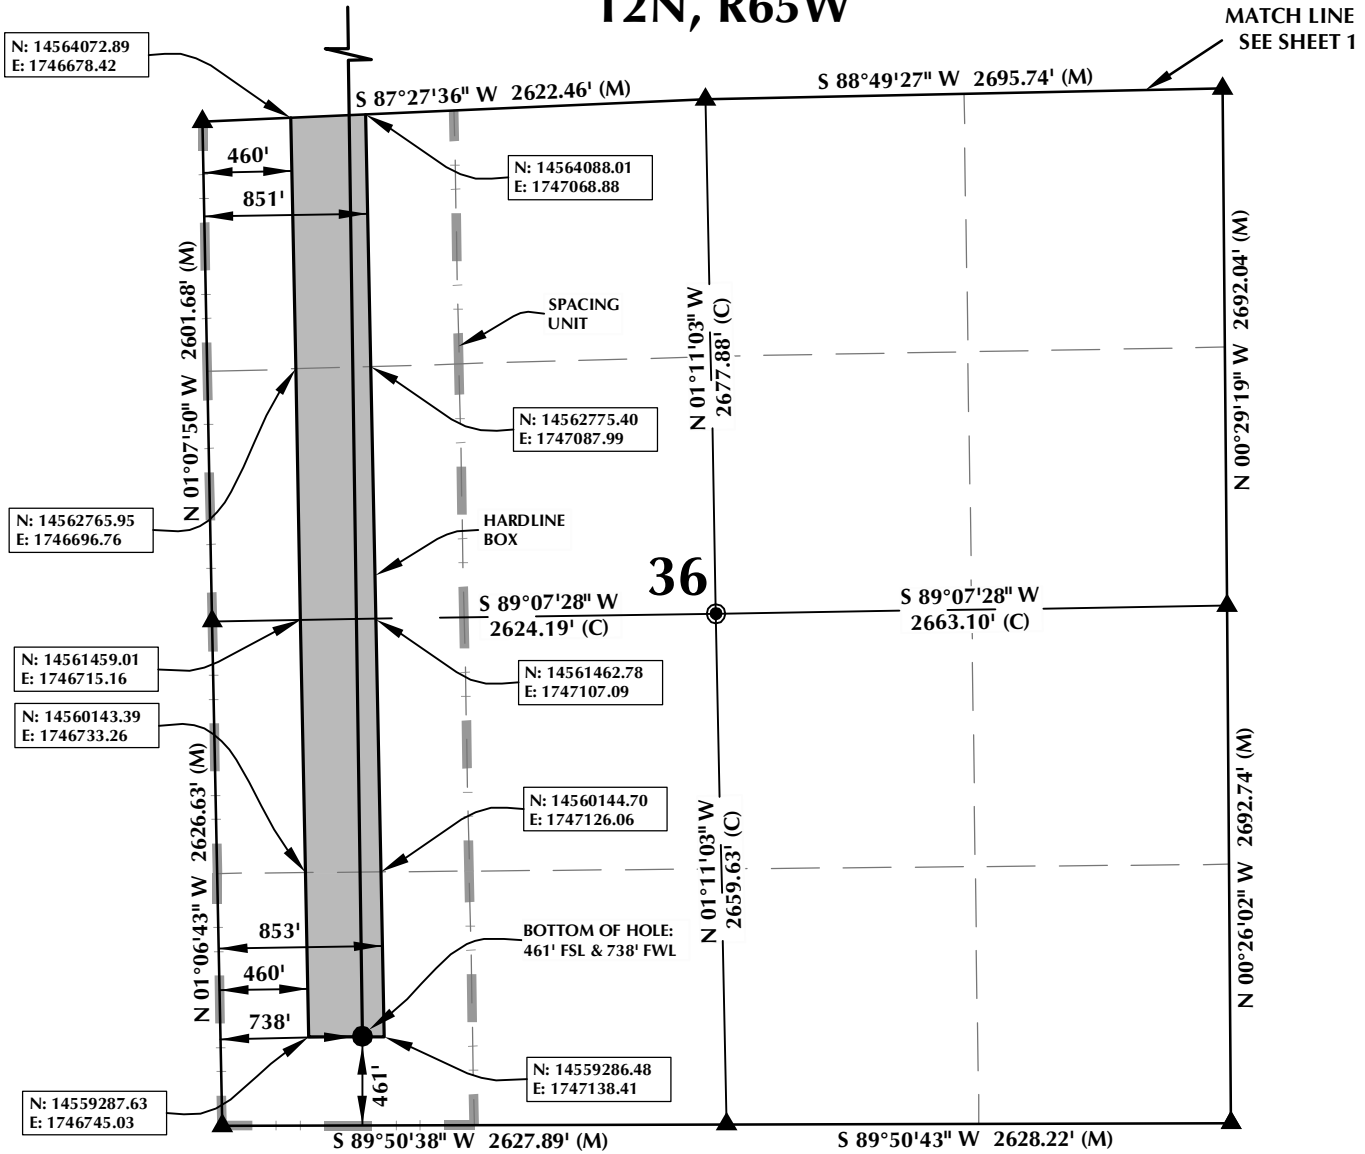 T2N, R65W
MATCH LINE
SEE SHEET 1
N: 14564072.89
E: 1746678.42
S 87°27'36" W 2622.46' (M)
S 88°49'27" W 2695.74' (M)
460'
N: 14564088.01
E: 1747068.88
851'
N 01°07'50" W 2601.68' (M)
SPACING
UNIT
N 01°11'03" W
2677.88' (C)
N 00°29'19" W 2692.04' (M)
N: 14562775.40
E: 1747087.99
N: 14562765.95
E: 1746696.76
HARDLINE
BOX
36
S 89°07'28" W
2624.19' (C)
S 89°07'28" W
2663.10' (C)
N: 14561459.01
E: 1746715.16
N: 14561462.78
E: 1747107.09
N: 14560143.39
E: 1746733.26
N 01°06'43" W 2626.63' (M)
N: 14560144.70
E: 1747126.06
N 01°11'03" W
2659.63' (C)
N 00°26'02" W 2692.74' (M)
853'
BOTTOM OF HOLE:
461' FSL & 738' FWL
460'
738'
461'
N: 14559286.48
E: 1747138.41
N: 14559287.63
E: 1746745.03
S 89°50'38" W 2627.89' (M)
S 89°50'43" W 2628.22' (M)